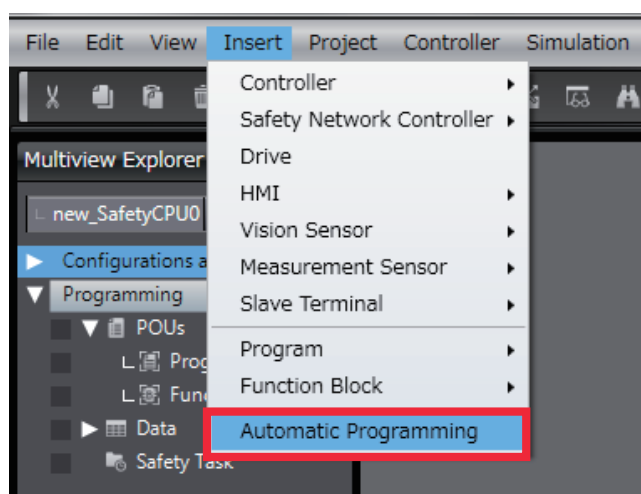 File Edit View Insert Project Controller Simulation
Controller
Safety Network Controller
Drive
HMI
Vision Sensor
Measurement Sensor
Slave Terminal
Program
Function Block
Automatic Programming
Multiview Explorer
new_SafetyCPU0
Configurations a
Programming
POUs
Prog
Func
Data
Safety Task